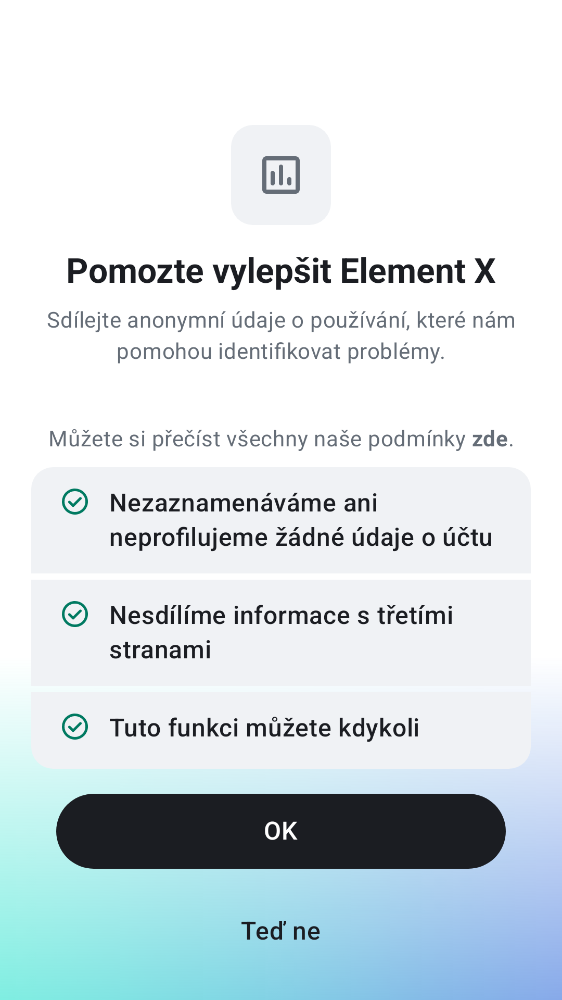 Pomozte vylepšit Element X
Sdílejte anonymní údaje o používání, které nám
pomohou identifikovat problémy.
Můžete si přečíst všechny naše podmínky zde.
Nezaznamenáváme ani
neprofilujeme žádné údaje o účtu
Nesdílíme informace s třetími
stranami
Tuto funkci můžete kdykoli
OK
Teď ne